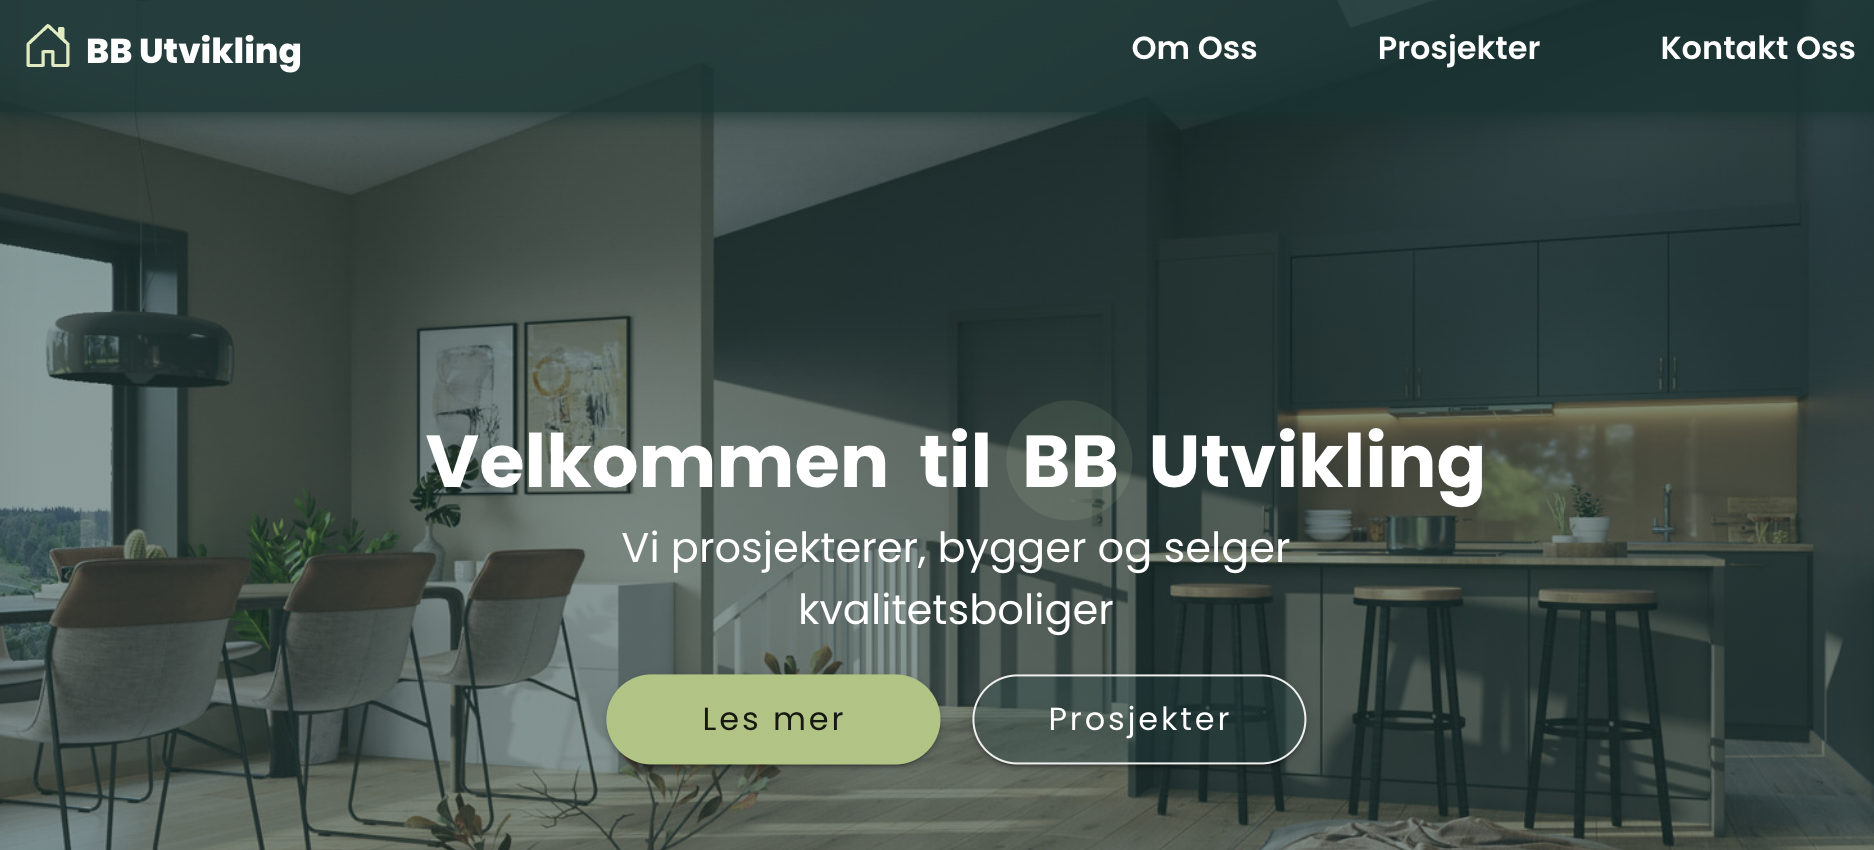 BB Utvikling
Om Oss
Prosjekter
Kontakt Oss
Velkommen til BB Utvikling
Vi prosjekterer, bygger og selger
kvalitetsboliger
Les mer
Prosjekter